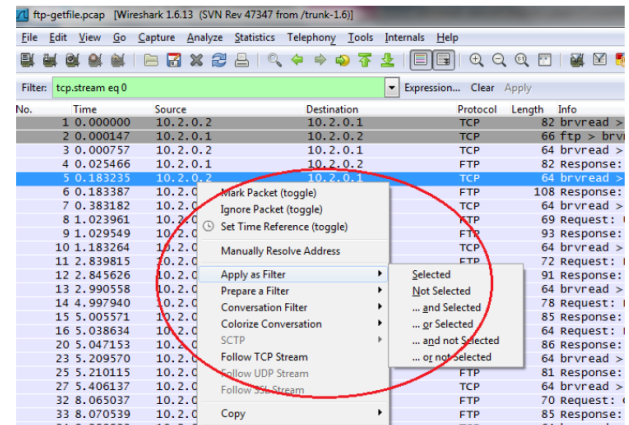 ftp-getfile.pcap [Wireshark 1.6.13 (SVN Rev 47347 from /trunk-1.6)]
File Edit View Go Capture Analyze Statistics Telephony Tools Internals Help
Filter: tcp.stream eq 0 Expression... Clear Apply
No. Time Source Destination Protocol Length Info
1 0.000000 10.2.0.2 10.2.0.1 TCP 82 brvread >
2 0.000147 10.2.0.1 10.2.0.2 TCP 66 ftp >
3 0.000757 10.2.0.2 10.2.0.1 TCP 64 brvread >
4 0.025466 10.2.0.1 10.2.0.2 FTP 82 Response:
5 0.183235 10.2.0.2 10.2.0.1 TCP 64 brvread >
6 0.183387 10.2.0 FTP 108 Response:
7 0.383182 10.2.0 TCP 64 brvread >
8 1.023961 10.2.0 FTP 69 Request:
9 1.029549 10.2.0 FTP 93 Response:
10 1.183264 10.2.0 TCP 64 brvread >
11 2.839815 10.2.0 FTP 72 Request:
12 2.845626 10.2.0 91 Response:
13 2.990558 10.2.0 64 brvread >
14 4.997940 10.2.0 78 Request:
15 5.005571 10.2.0 85 Response:
16 5.038634 10.2.0 64 Request:
20 5.047153 10.2.0 86 Response:
23 5.209570 10.2.0 64 brvread >
25 5.210115 10.2.0 FTP 81 Response:
27 5.406137 10.2.0 TCP 64 brvread >
32 8.065037 10.2.0 FTP 70 Request:
33 8.070539 10.2.0 FTP 85 Response:
Mark Packet (toggle)
Ignore Packet (toggle)
Set Time Reference (toggle)
Manually Resolve Address
Apply as Filter
Prepare a Filter
Conversation Filter
Colorize Conversation
SCTP
Follow TCP Stream
Follow UDP Stream
Follow SSL Stream
Copy
Selected
Not Selected
... and Selected
... or Selected
... and not Selected
... or not Selected